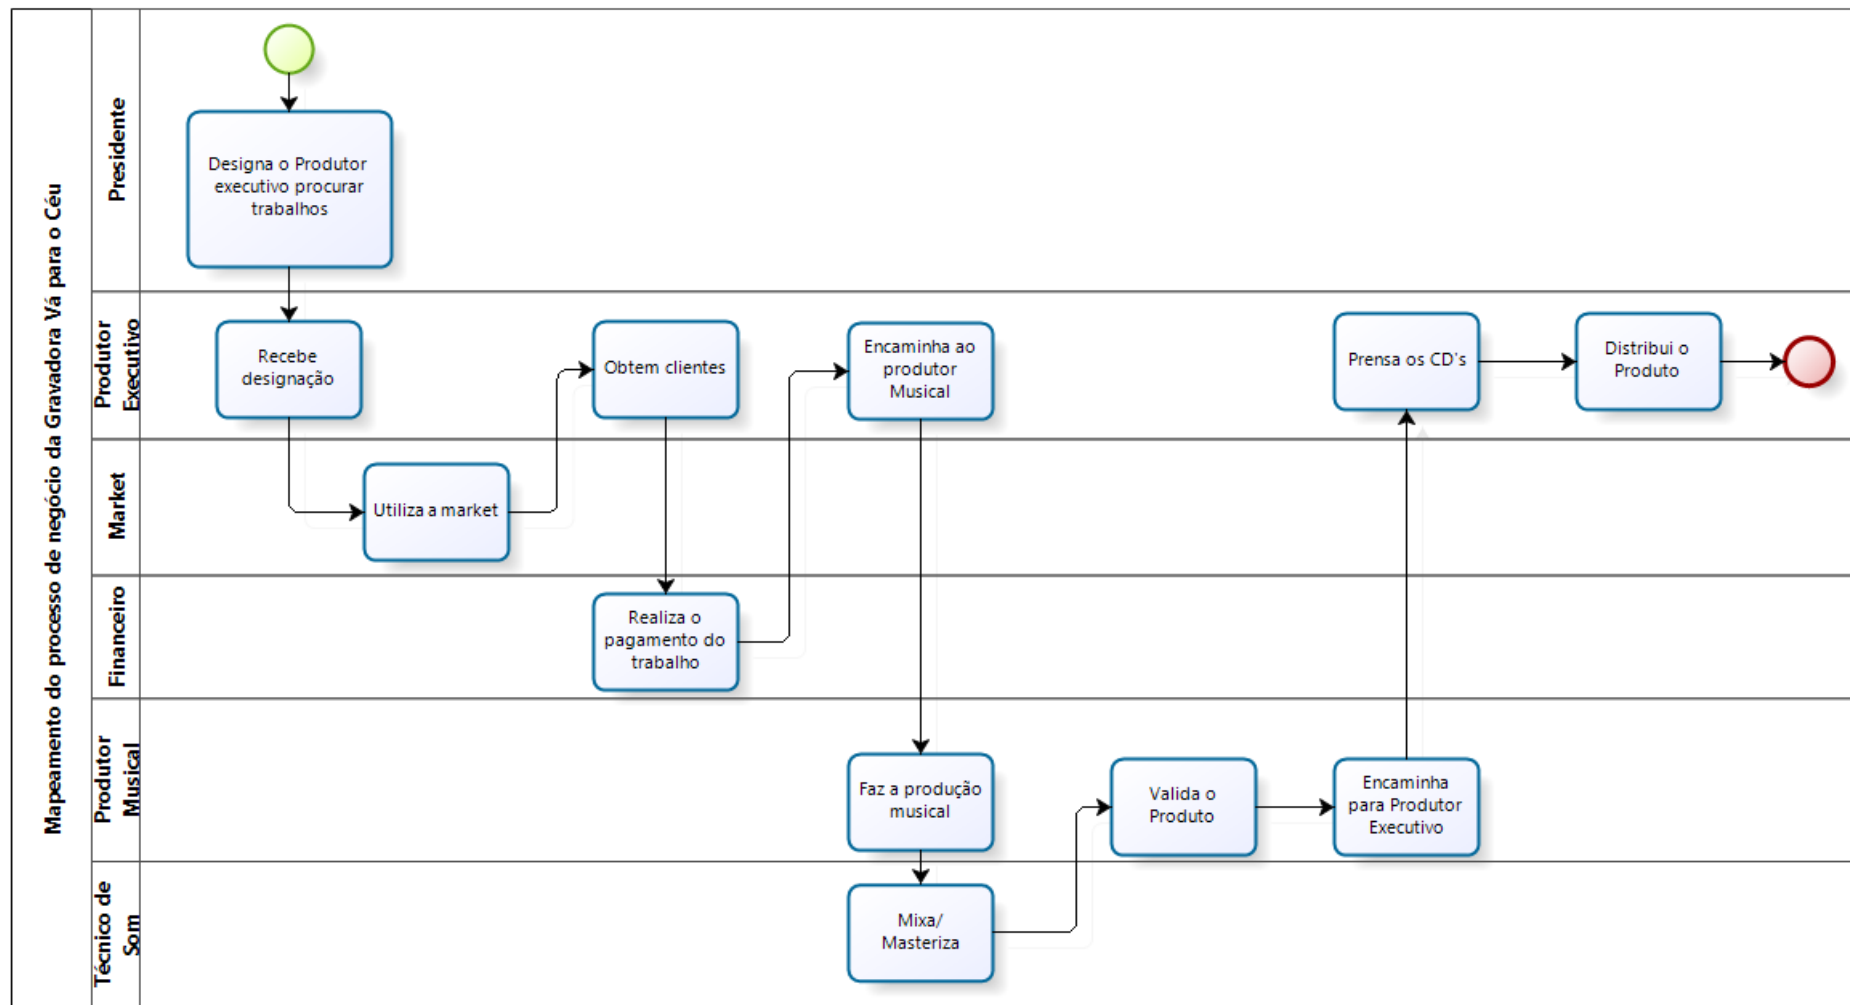 Mapeamento do processo de negócio da Gravadora Vá para o Céu
Presidente
Designa o Produtor
executivo procurar
trabalhos
Produtor
Executivo
Recebe
designação
Obtem clientes
Encaminha ao
produtor
Musical
Prensa os CD's
Distribui o
Produto
Market
Utiliza a market
Financeiro
Realiza o
pagamento do
trabalho
Produtor
Musical
Faz a produção
musical
Valida o
Produto
Encaminha
para Produtor
Executivo
Técnico de
Som
Mixa/
Masteriza